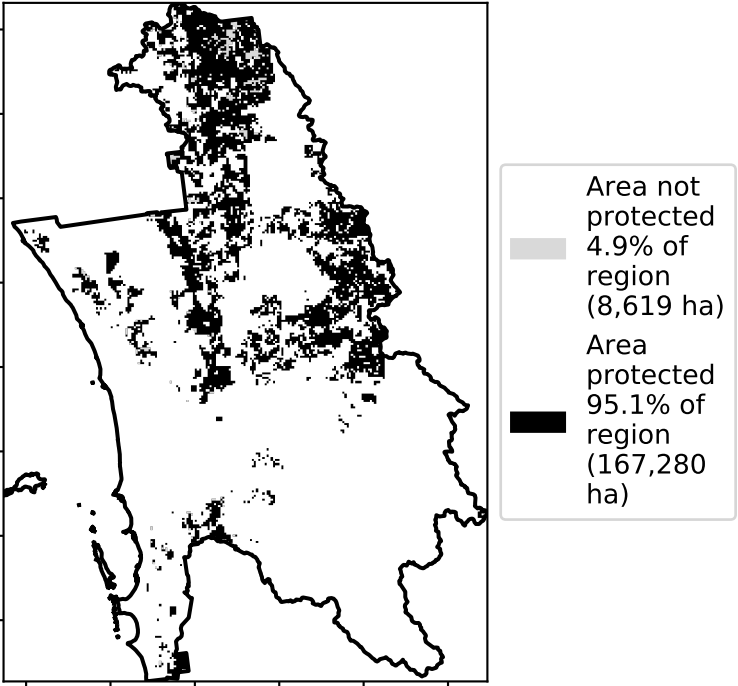 Area not
protected
4.9% of
region
(8,619 ha)
Area
protected
95.1% of
region
(167,280
ha)